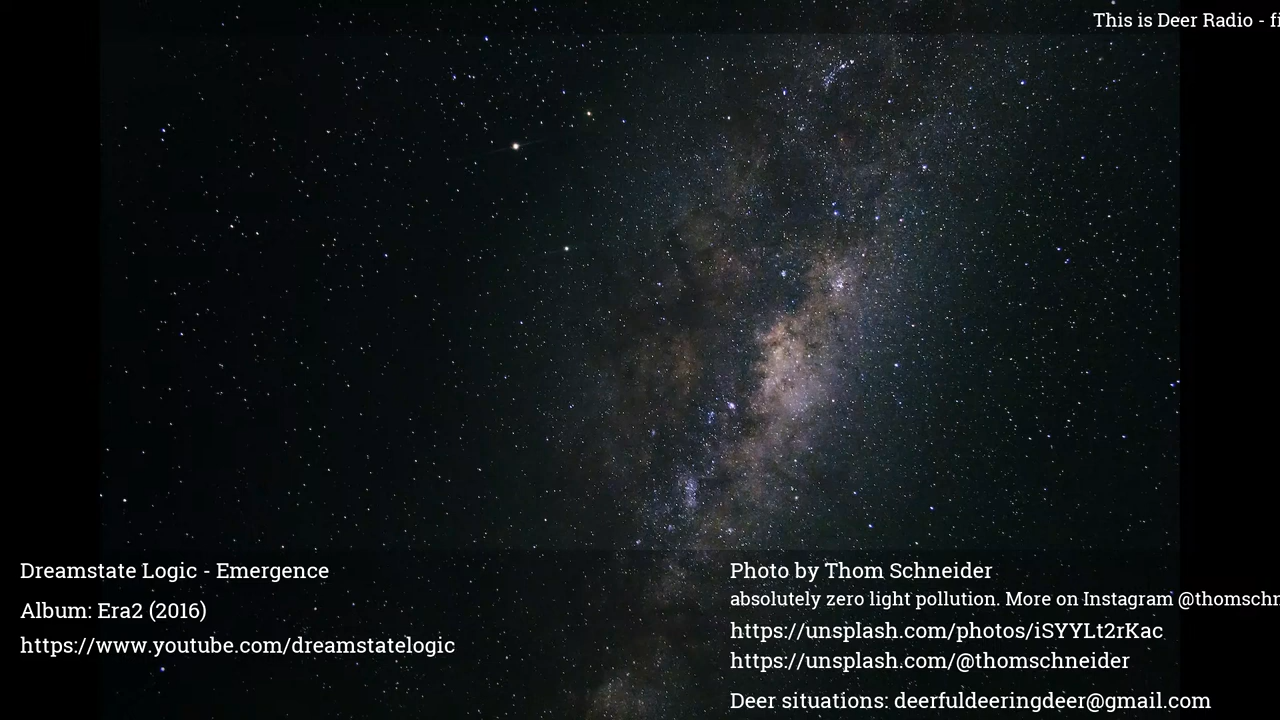 This is Deer Radio - fi
Dreamstate Logic - Emergence
Album: Era2 (2016)
https://www.youtube.com/dreamstatelogic
Photo by Thom Schneider
absolutely zero light pollution. More on Instagram @thomschn
https://unsplash.com/photos/iSYYLt2rKac
https://unsplash.com/@thomschneider
Deer situations: deerfuldeeringdeer@gmail.com